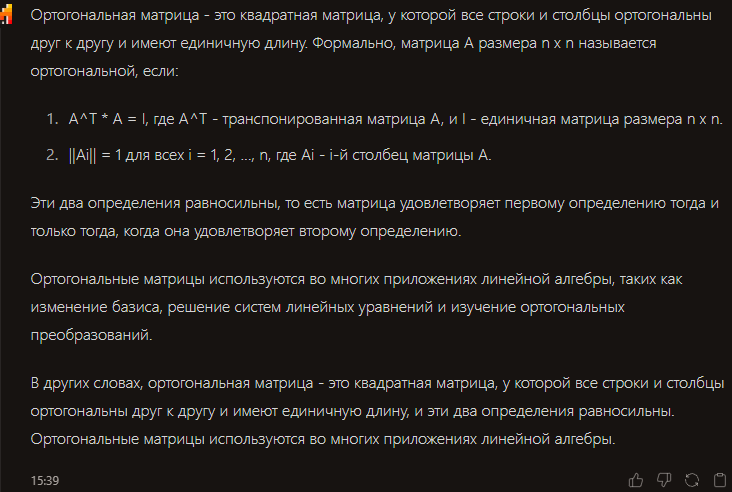 Ортогональная матрица - это квадратная матрица, у которой все строки и столбцы ортогональны
друг к другу и имеют единичную длину. Формально, матрица A размера n x n называется
ортогональной, если:
1. A^T * A = I, где A^T - транспонированная матрица A, и I - единичная матрица размера n x n.
2. ||Ai|| = 1 для всех i = 1, 2, ..., n, где Ai - i-й столбец матрицы A.
Эти два определения равносильны, то есть матрица удовлетворяет первому определению тогда и
только тогда, когда она удовлетворяет второму определению.
Ортогональные матрицы используются во многих приложениях линейной алгебры, таких как
изменение базиса, решение систем линейных уравнений и изучение ортогональных
преобразований.
В других словах, ортогональная матрица - это квадратная матрица, у которой все строки и столбцы
ортогональны друг к другу и имеют единичную длину, и эти два определения равносильны.
Ортогональные матрицы используются во многих приложениях линейной алгебры.
15:39